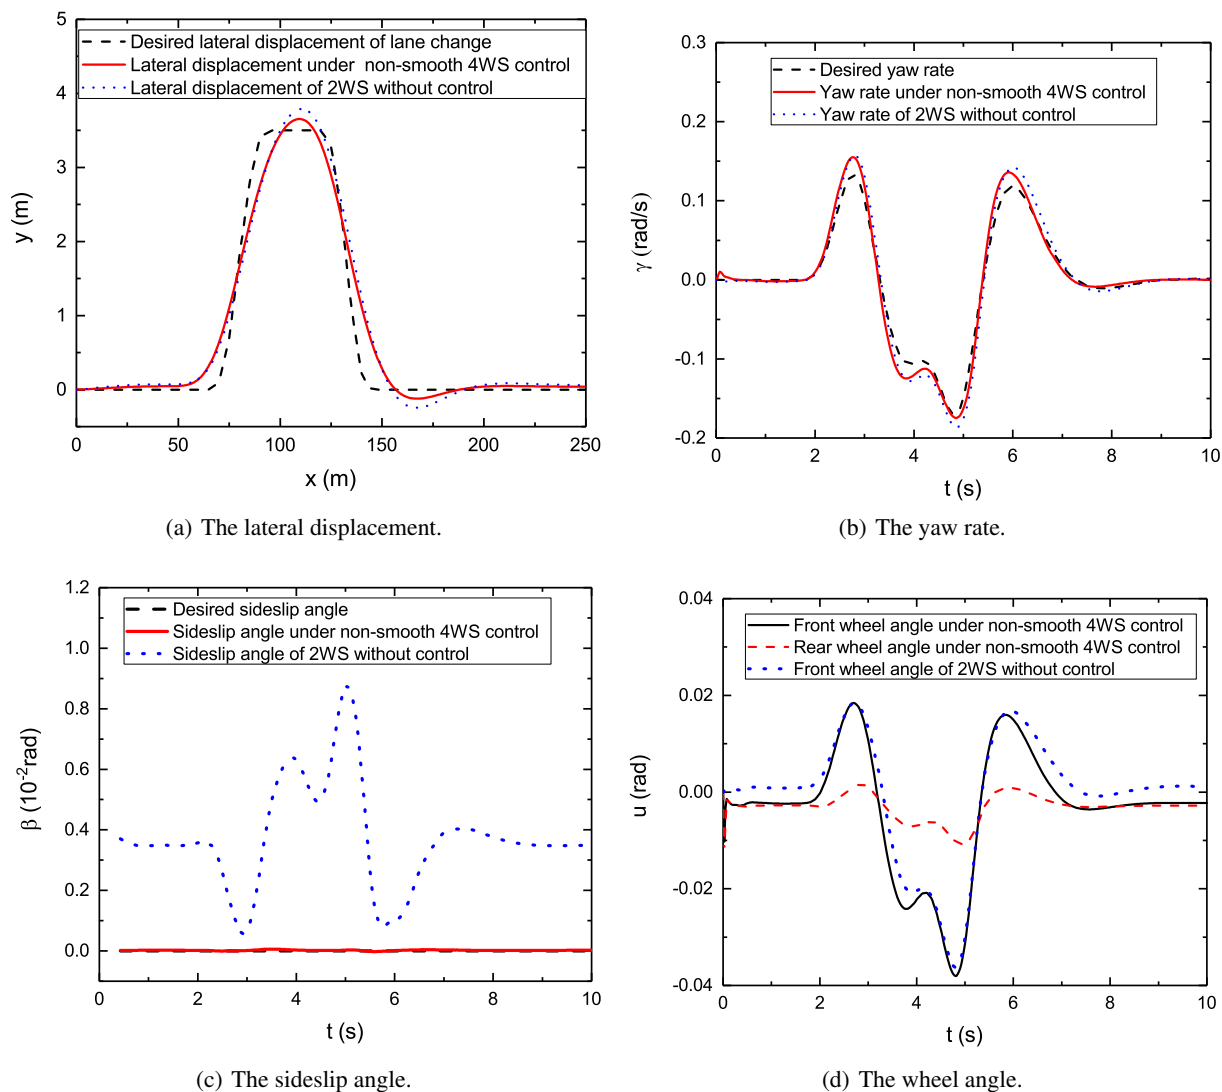 5
4
3
2
1
0
y (m)
Desired lateral displacement of lane change
Lateral displacement under non-smooth 4WS control
Lateral displacement of 2WS without control
0 50 100 150 200 250
x (m)
(a) The lateral displacement.
0.3
0.2
0.1
0.0
-0.1
-0.2
γ (rad/s)
Desired yaw rate
Yaw rate under non-smooth 4WS control
Yaw rate of 2WS without control
0 2 4 6 8 10
t (s)
(b) The yaw rate.
1.2
1.0
0.8
0.6
0.4
0.2
0.0
β (10⁻²rad)
Desired sideslip angle
Sideslip angle under non-smooth 4WS control
Sideslip angle of 2WS without control
0 2 4 6 8 10
t (s)
(c) The sideslip angle.
0.04
0.02
0.00
-0.02
-0.04
u (rad)
Front wheel angle under non-smooth 4WS control
Rear wheel angle under non-smooth 4WS control
Front wheel angle of 2WS without control
0 2 4 6 8 10
t (s)
(d) The wheel angle.